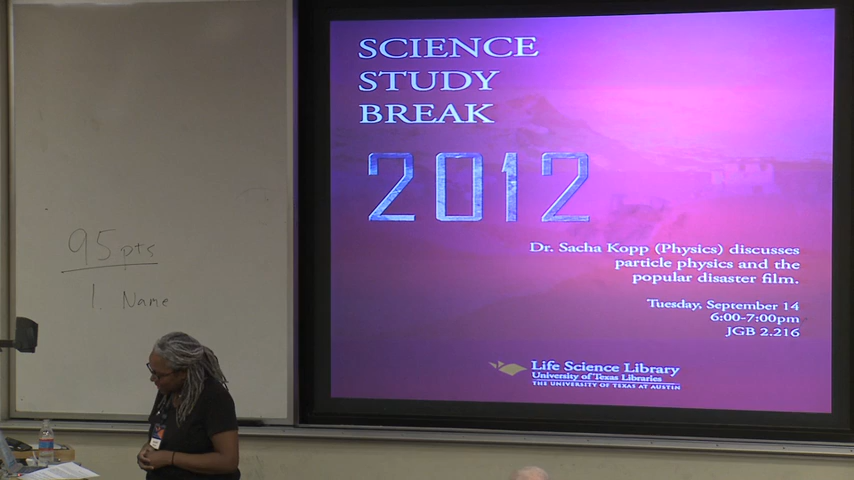 SCIENCE
STUDY
BREAK
2012
Dr. Sacha Kopp (Physics) discusses
particle physics and the
popular disaster film.
Tuesday, September 14
6:00-7:00pm
JGB 2.216
Life Science Library
University of Texas Libraries
THE UNIVERSITY OF TEXAS AT AUSTIN
95 pts
1. Name